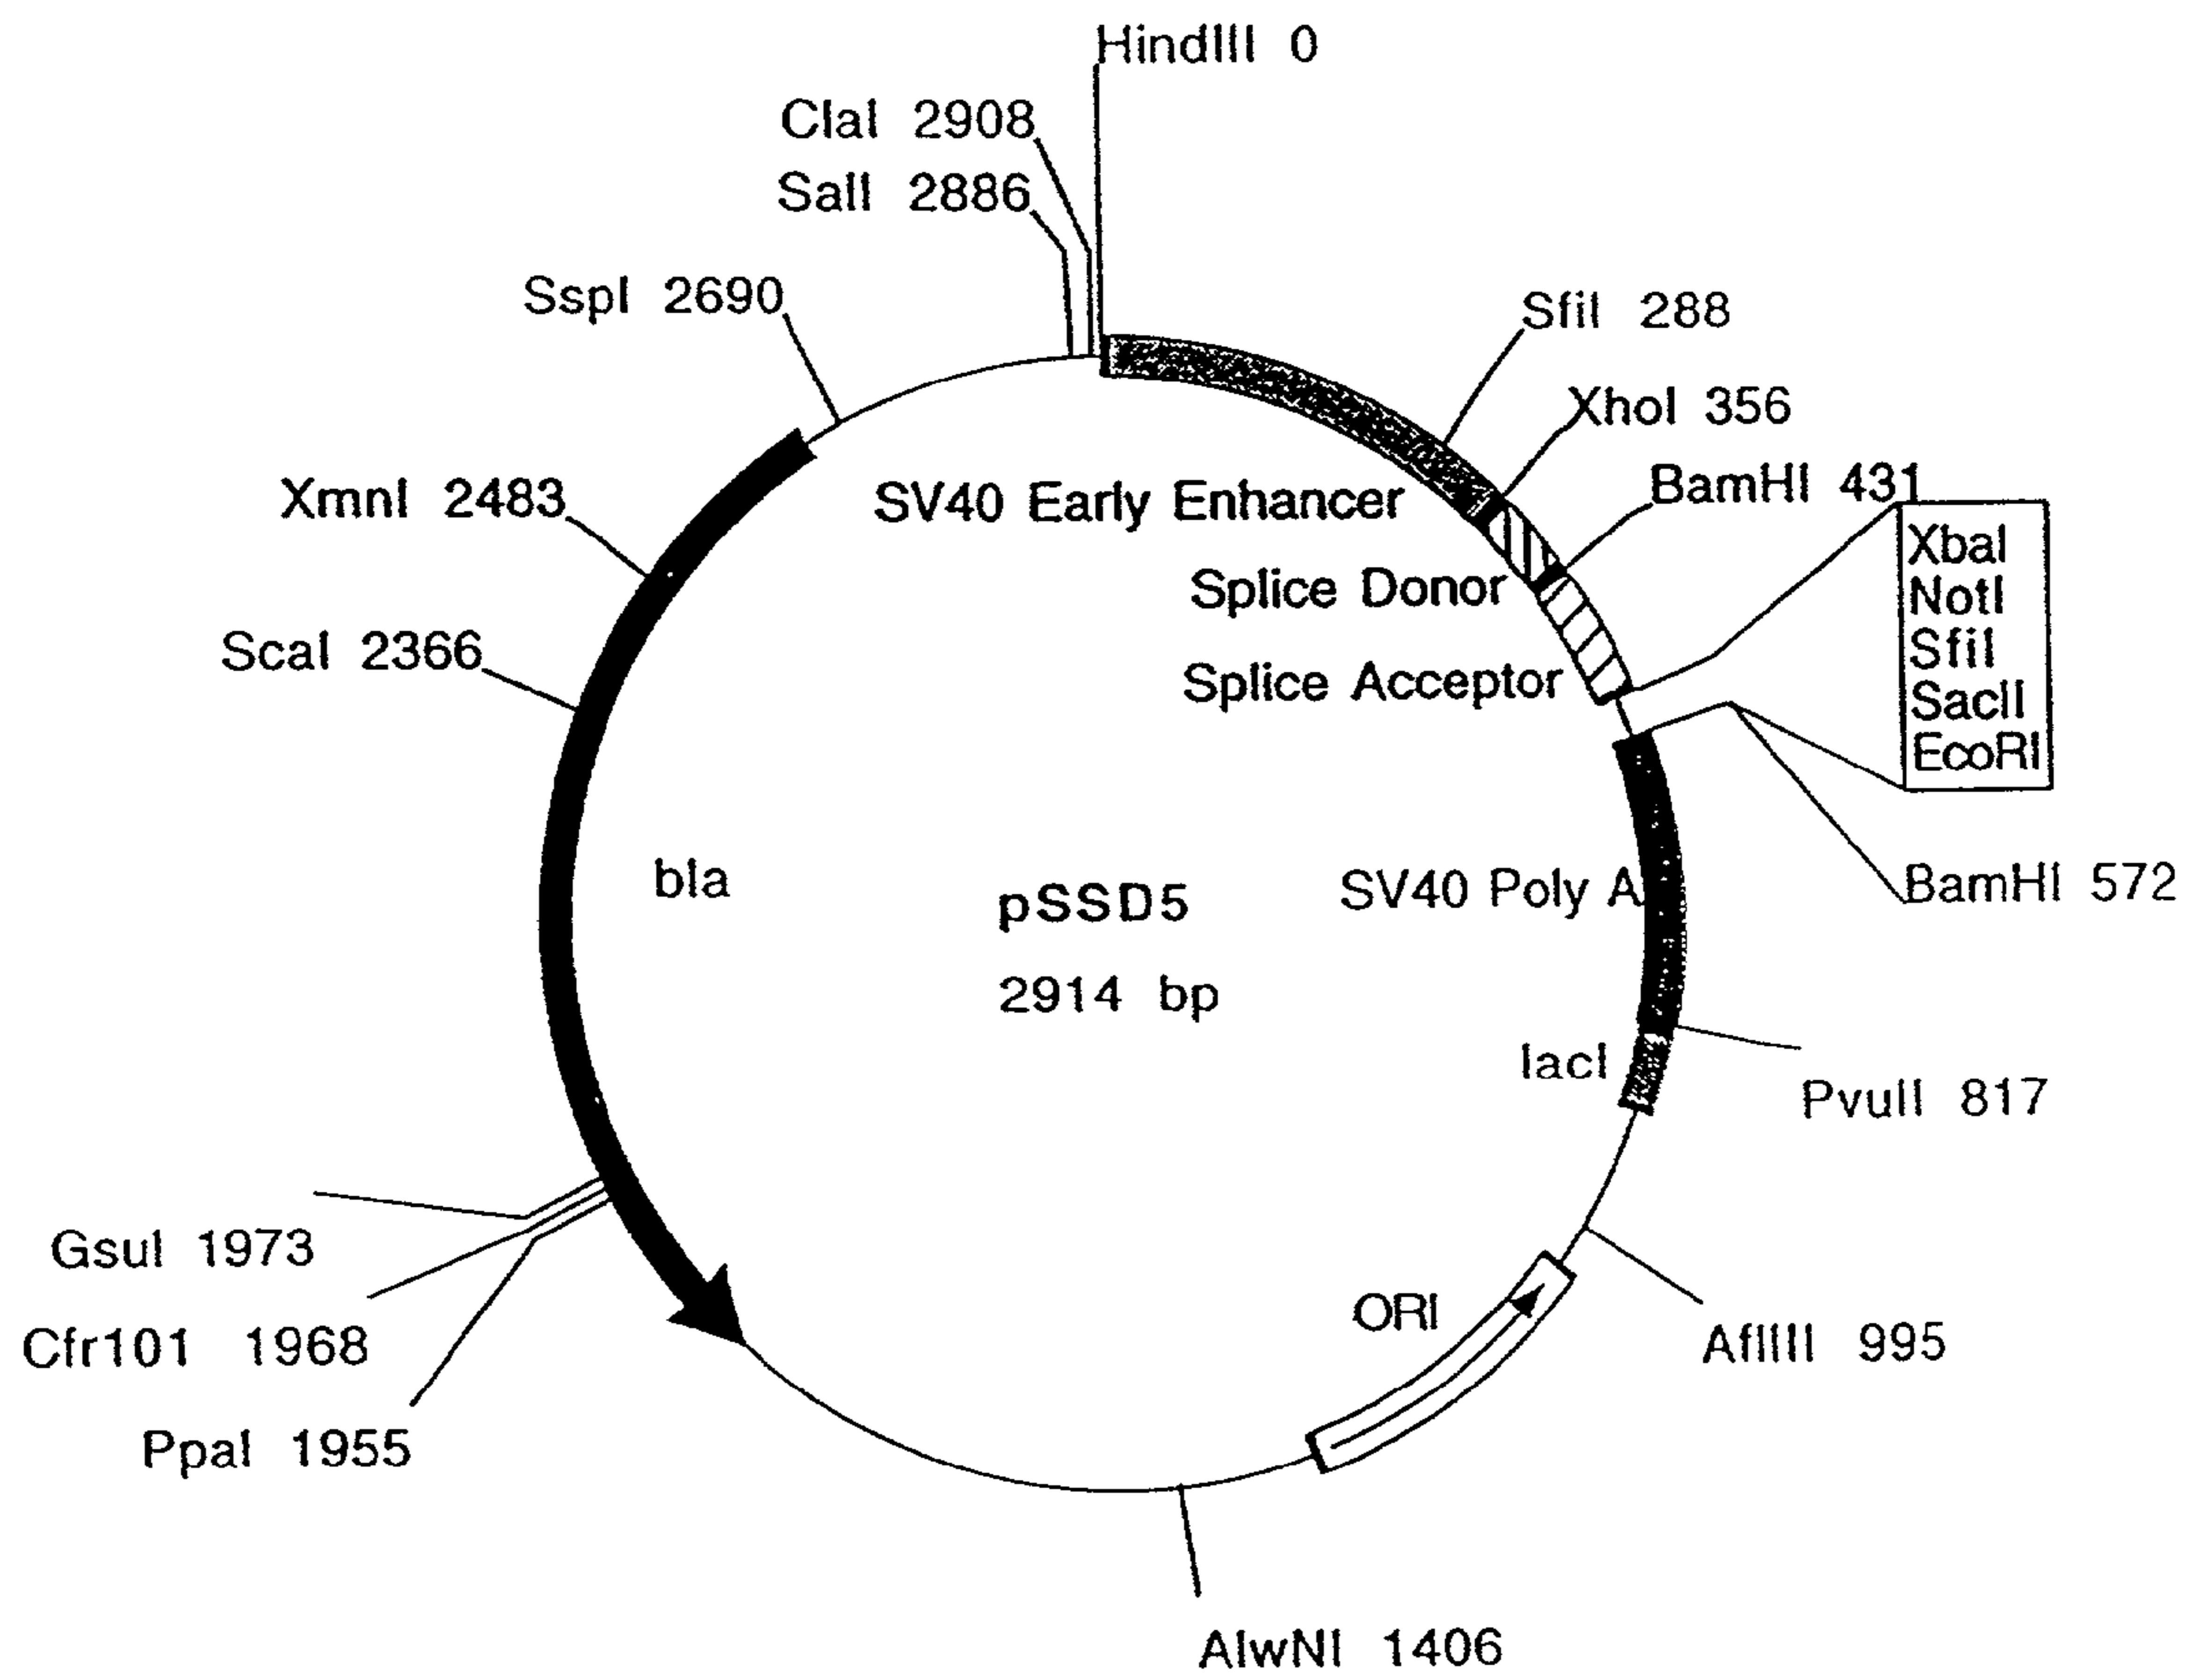 HindIII 0
ClaI 2908
SalI 2886
SspI 2690
SfiI 288
XhoI 356
BamHI 431
XbaI
NotI
SfiI
SacII
EcoRI
XmnI 2483
SV40 Early Enhancer
Splice Donor
ScaI 2366
Splice Acceptor
bla
pSSD5
2914 bp
SV40 Poly A
BamHI 572
lacI
PvuII 817
GsuI 1973
Cfr101 1968
PpaI 1955
ORI
AflIII 995
AlwNI 1406